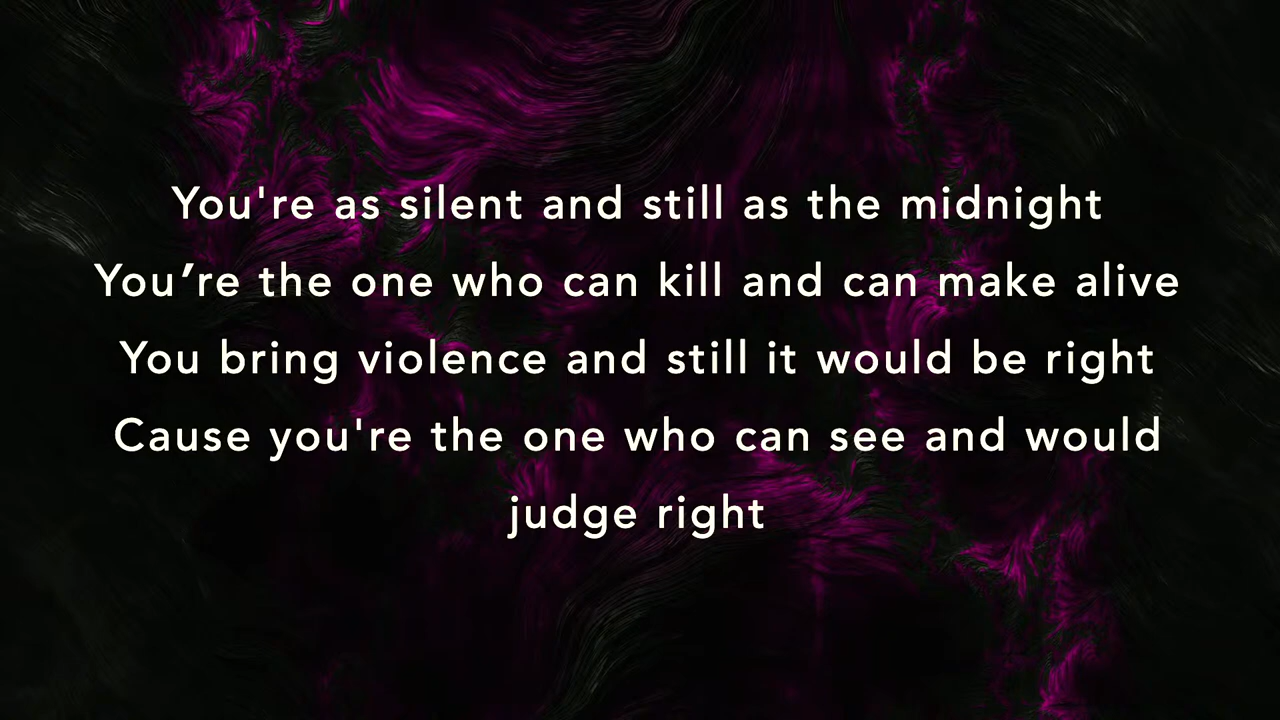 You're as silent and still as the midnight
You’re the one who can kill and can make alive
You bring violence and still it would be right
Cause you're the one who can see and would
judge right